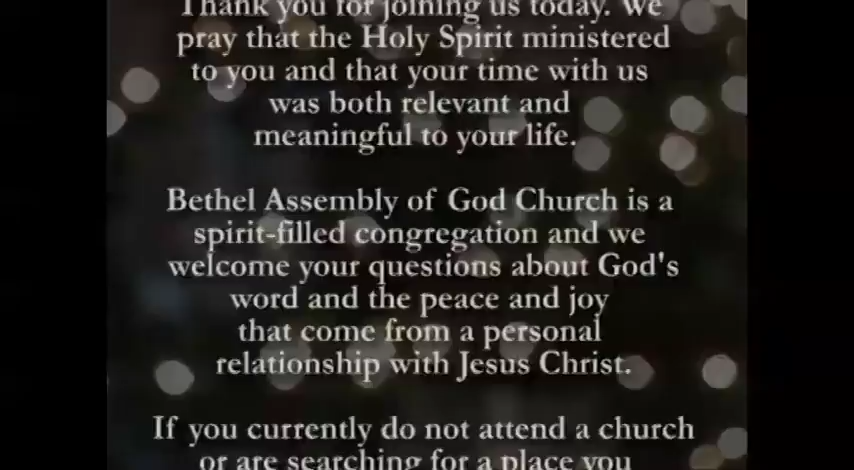 Thank you for joining us today. We
pray that the Holy Spirit ministered
to you and that your time with us
was both relevant and
meaningful to your life.
Bethel Assembly of God Church is a
spirit-filled congregation and we
welcome your questions about God's
word and the peace and joy
that come from a personal
relationship with Jesus Christ.
If you currently do not attend a church
or are searching for a place you